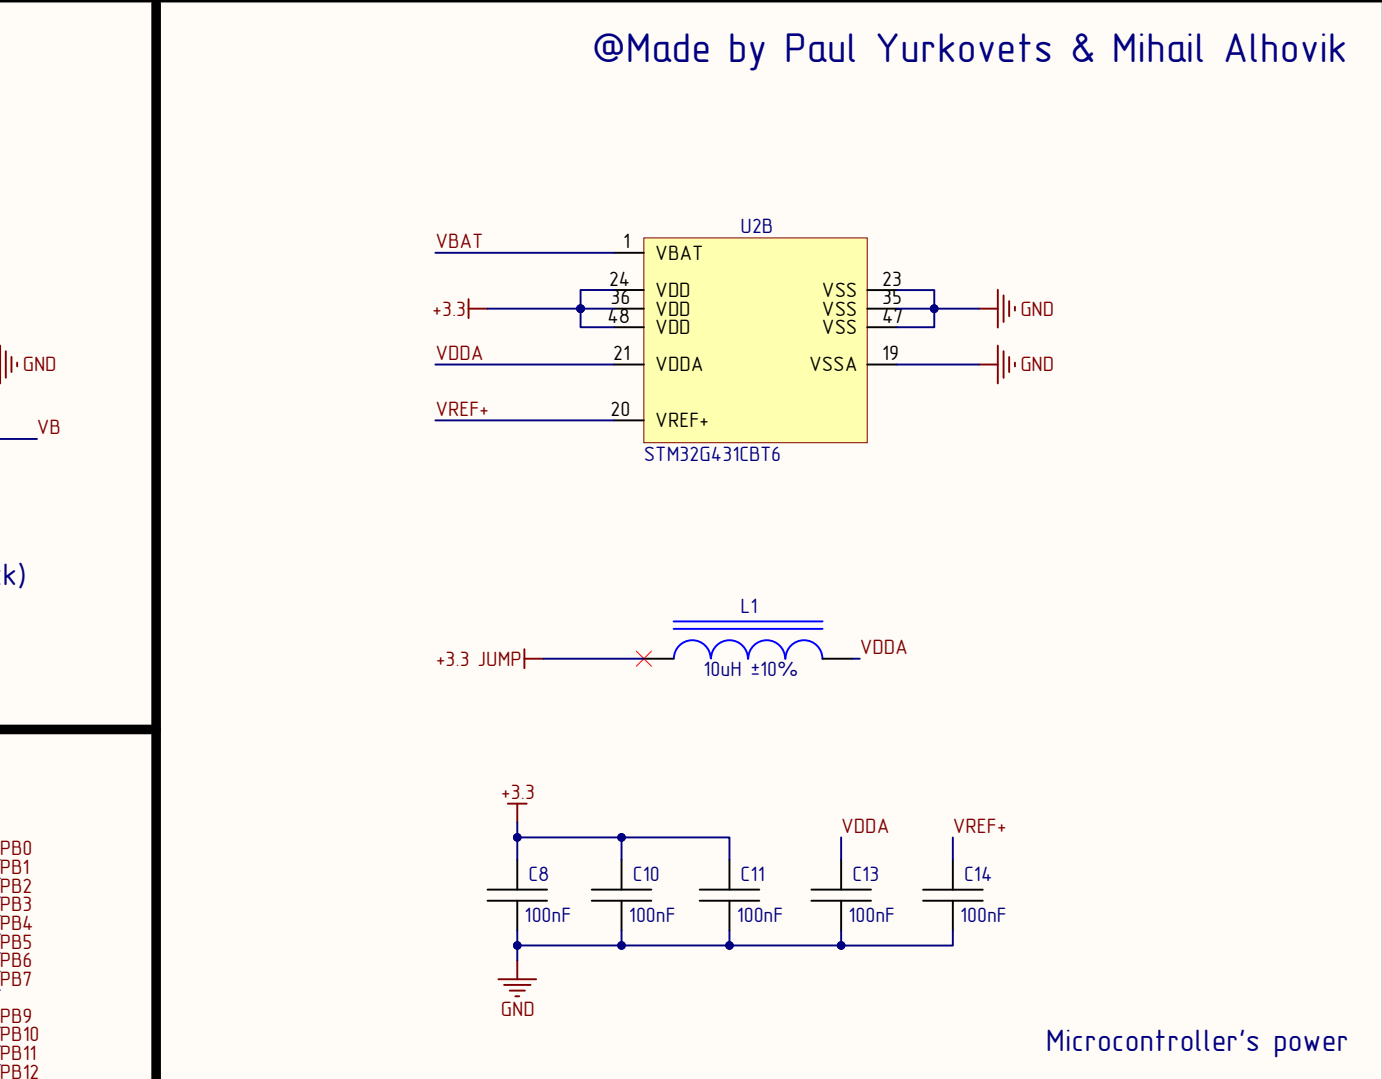 @Made by Paul Yurkovets & Mihail Alhovik
U2B
VBAT 1 VBAT
24 VDD VSS 23
+3.3 36 VDD VSS 35 GND
48 VDD VSS 47
VDDA 21 VDDA VSSA 19 GND
VREF+ 20 VREF+
STM32G431CBT6
GND
VB
k)
L1
+3.3 JUMP VDDA
10uH ±10%
+3.3
VDDA VREF+
C8 C10 C11 C13 C14
100nF 100nF 100nF 100nF 100nF
GND
PB0
PB1
PB2
PB3
PB4
PB5
PB6
PB7
PB9
PB10
PB11
PB12
Microcontroller's power